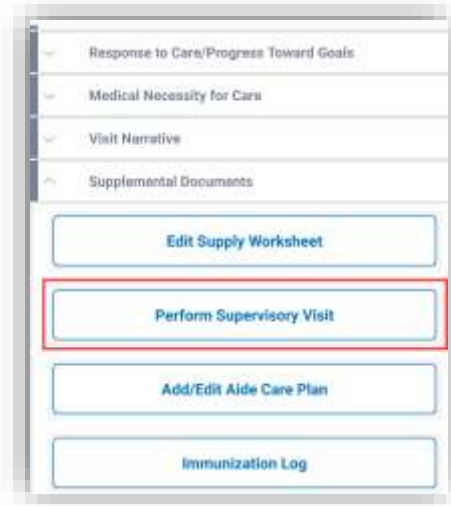 Response to Care/Progress Toward Goals
Medical Necessity for Care
Visit Narrative
Supplemental Documents
Edit Supply Worksheet
Perform Supervisory Visit
Add/Edit Aide Care Plan
Immunization Log